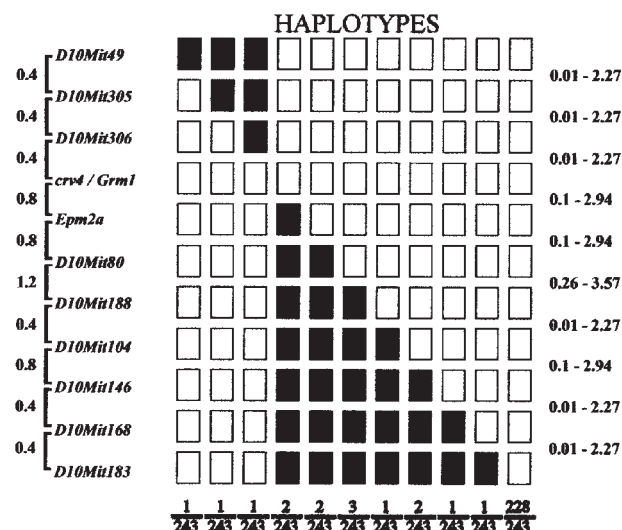 HAPLOTYPES
D10Mit49
0.4 0.01 - 2.27
D10Mit305
0.4 0.01 - 2.27
D10Mit306
0.4 0.01 - 2.27
crv4 / Grm1
0.8 0.1 - 2.94
Epm2a
0.8 0.1 - 2.94
D10Mit80
1.2 0.26 - 3.57
D10Mit188
0.4 0.01 - 2.27
D10Mit104
0.8 0.1 - 2.94
D10Mit146
0.4 0.01 - 2.27
D10Mit168
0.4 0.01 - 2.27
D10Mit183
1 1 1 2 2 3 1 2 1 1 228
243 243 243 243 243 243 243 243 243 243 243